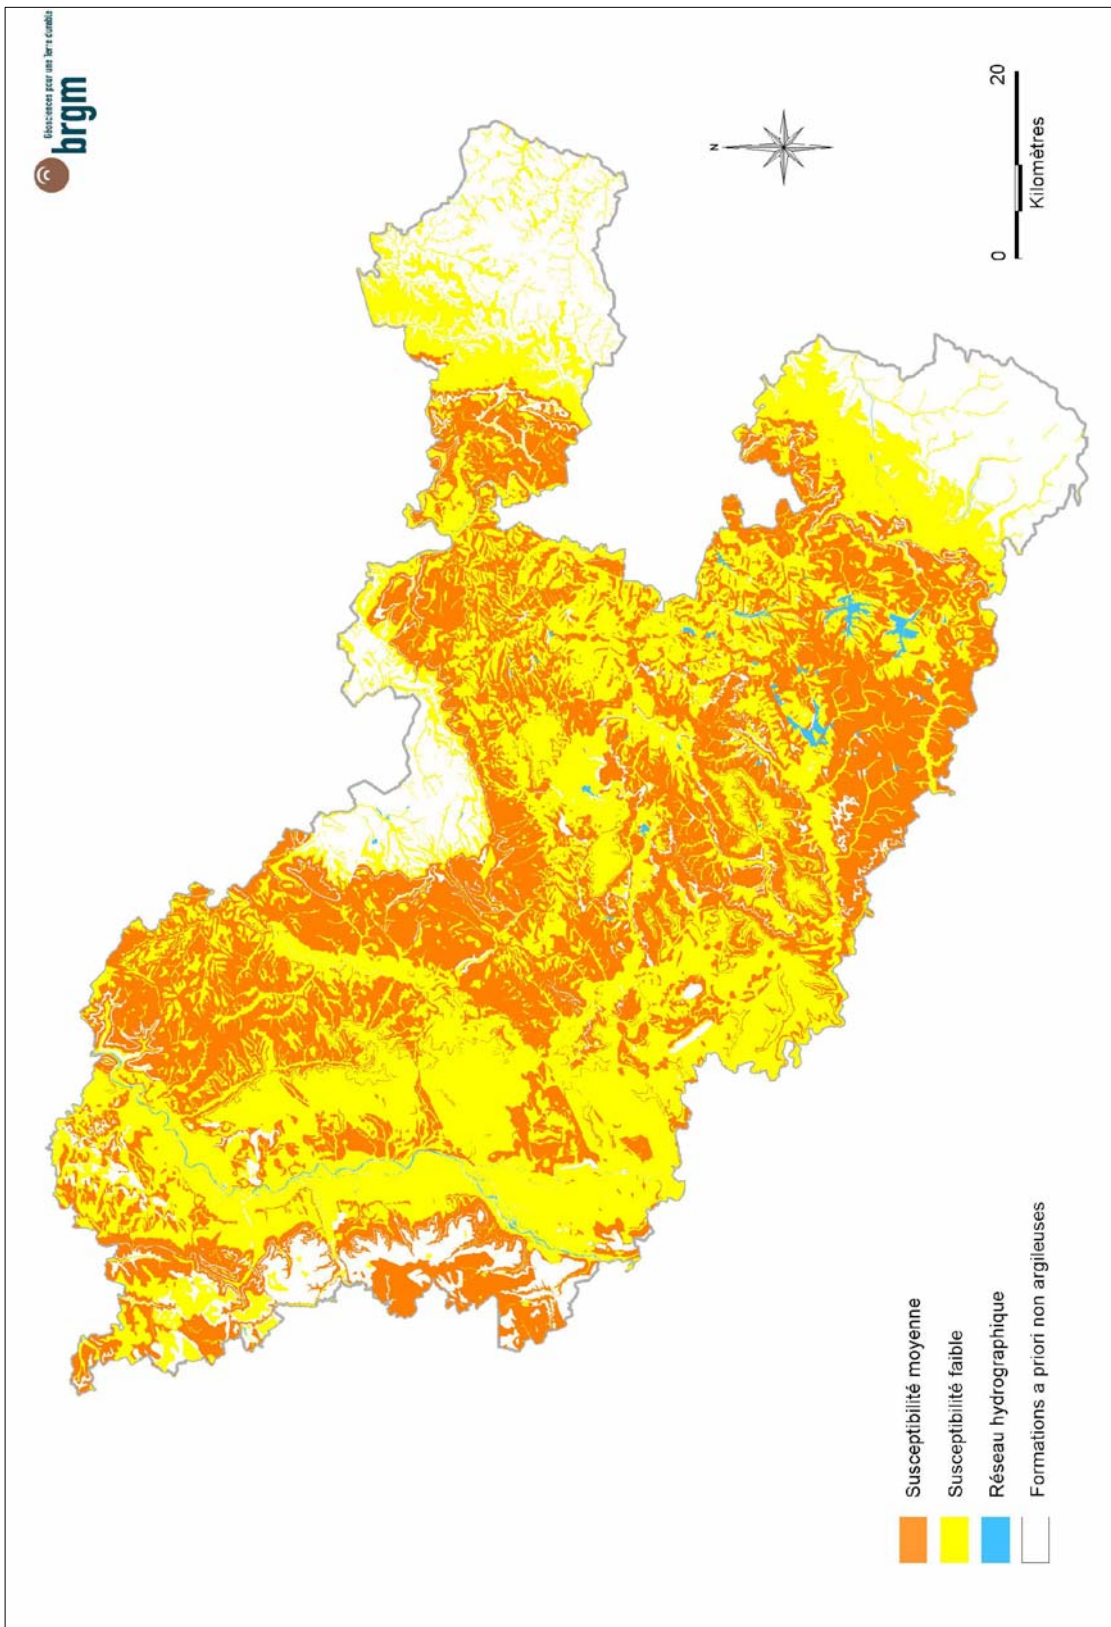 Géosciences pour une Terre durable
brgm
N
0 20
Kilomètres
Susceptibilité moyenne
Susceptibilité faible
Réseau hydrographique
Formations a priori non argileuses